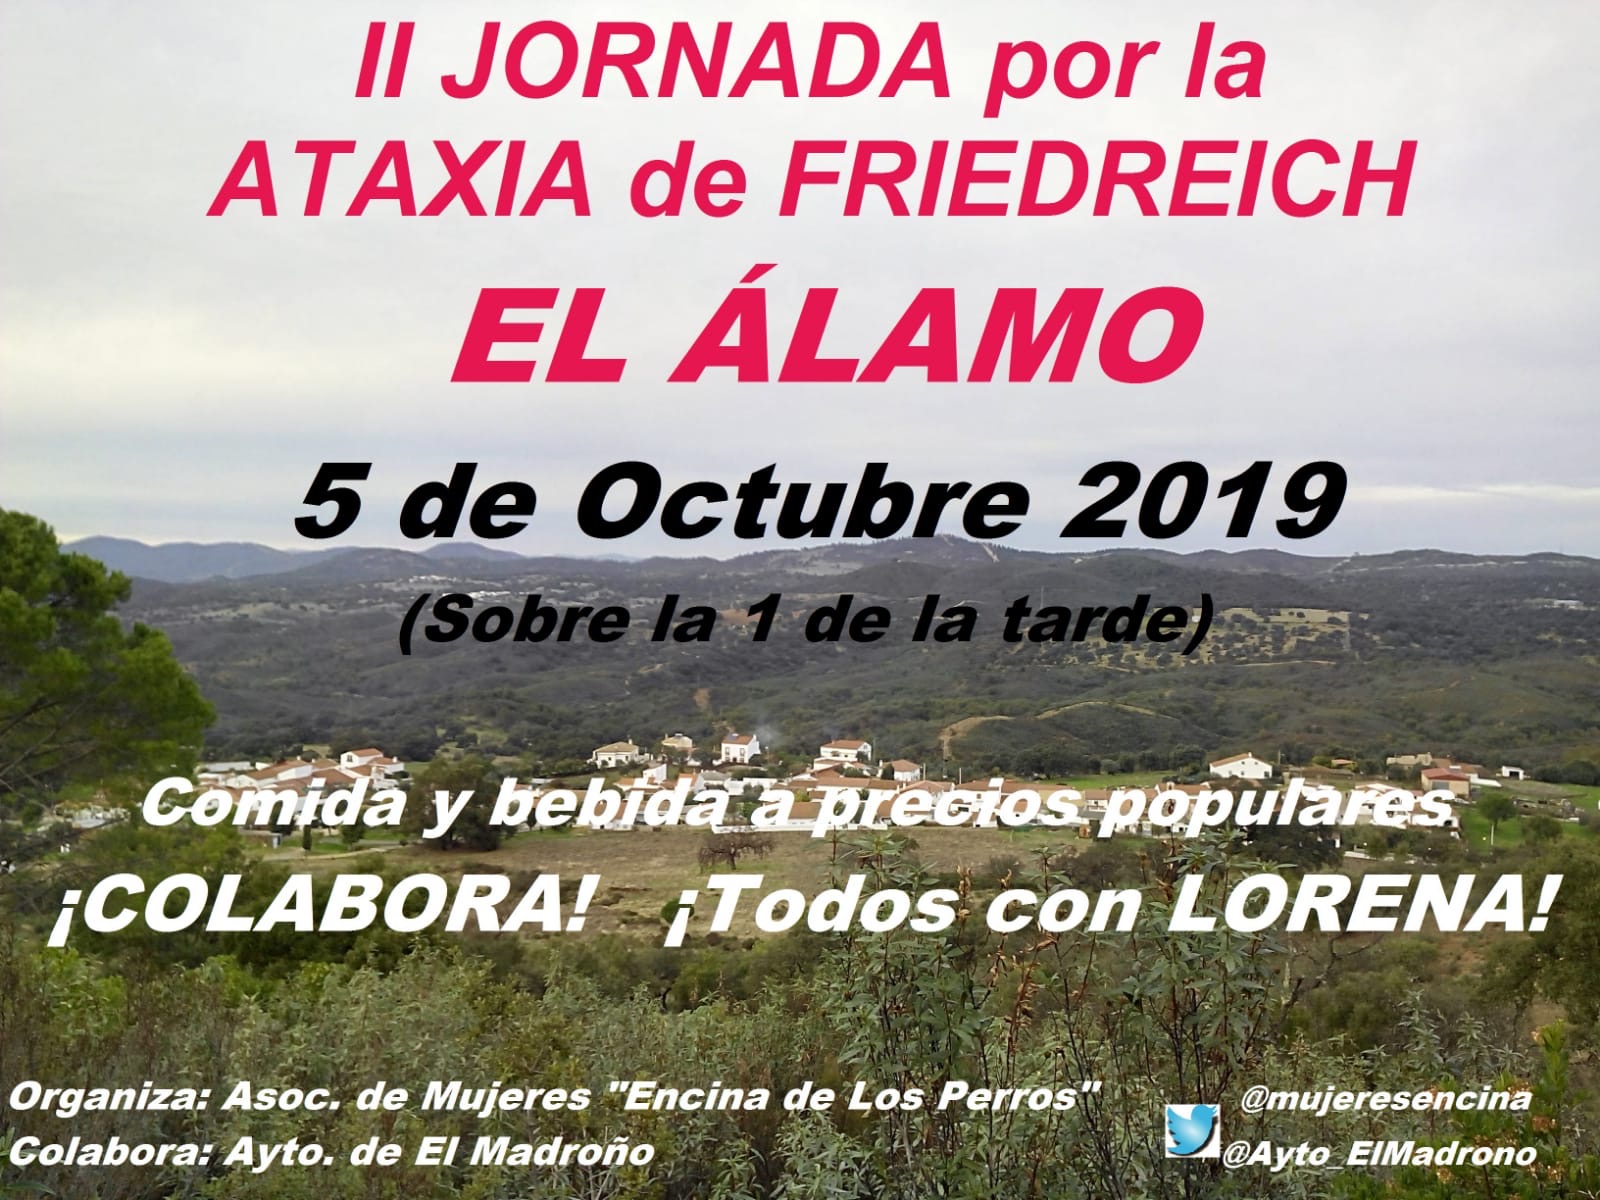 II JORNADA por la
ATAXIA de FRIEDREICH
EL ÁLAMO
5 de Octubre 2019
(Sobre la 1 de la tarde)
Comida y bebida a precios populares
¡COLABORA! ¡Todos con LORENA!
Organiza: Asoc. de Mujeres "Encina de Los Perros"
@mujeresencina
Colabora: Ayto. de El Madroño
@Ayto_ElMadrono